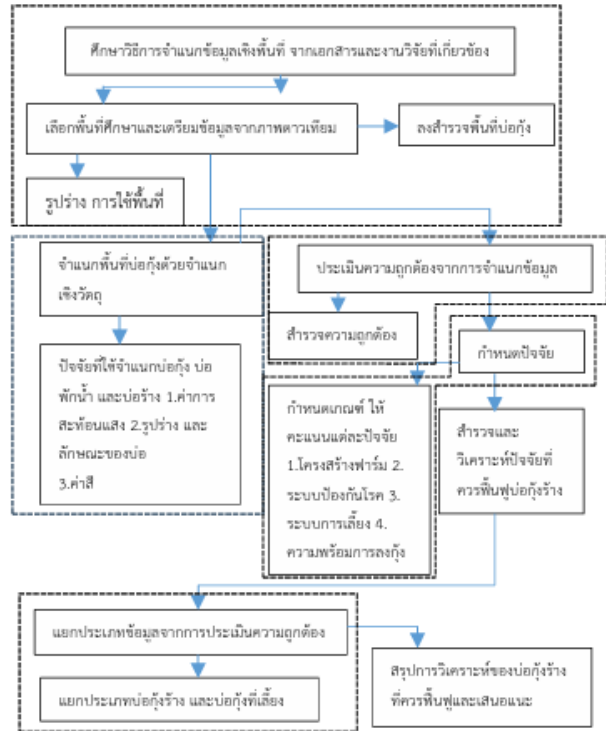 ศึกษาวิธีการจำแนกข้อมูลเชิงพื้นที่ จากเอกสารและงานวิจัยที่เกี่ยวข้อง
เลือกพื้นที่ศึกษาและเตรียมข้อมูลจากภาพดาวเทียม
ลงสำรวจพื้นที่บ่อกุ้ง
รูปร่าง การใช้พื้นที่
จำแนกพื้นที่บ่อกุ้งด้วยจำแนก
เชิงวัตถุ
ประเมินความถูกต้องจากการจำแนกข้อมูล
สำรวจความถูกต้อง
กำหนดปัจจัย
ปัจจัยที่ใช้จำแนกบ่อกุ้ง บ่อ
พักน้ำ และบ่อร้าง 1.ค่าการ
สะท้อนแสง 2.รูปร่าง และ
ลักษณะของบ่อ
3.ค่าสี
กำหนดเกณฑ์ ให้
คะแนนแต่ละปัจจัย
1.โครงสร้างฟาร์ม 2.
ระบบป้องกันโรค 3.
ระบบการเลี้ยง 4.
ความพร้อมการลงกุ้ง
สำรวจและ
วิเคราะห์ปัจจัยที่
ควรฟื้นฟูบ่อกุ้งร้าง
แยกประเภทข้อมูลจากการประเมินความถูกต้อง
แยกประเภทบ่อกุ้งร้าง และบ่อกุ้งที่เลี้ยง
สรุปการวิเคราะห์ของบ่อกุ้งร้าง
ที่ควรฟื้นฟูและเสนอแนะ